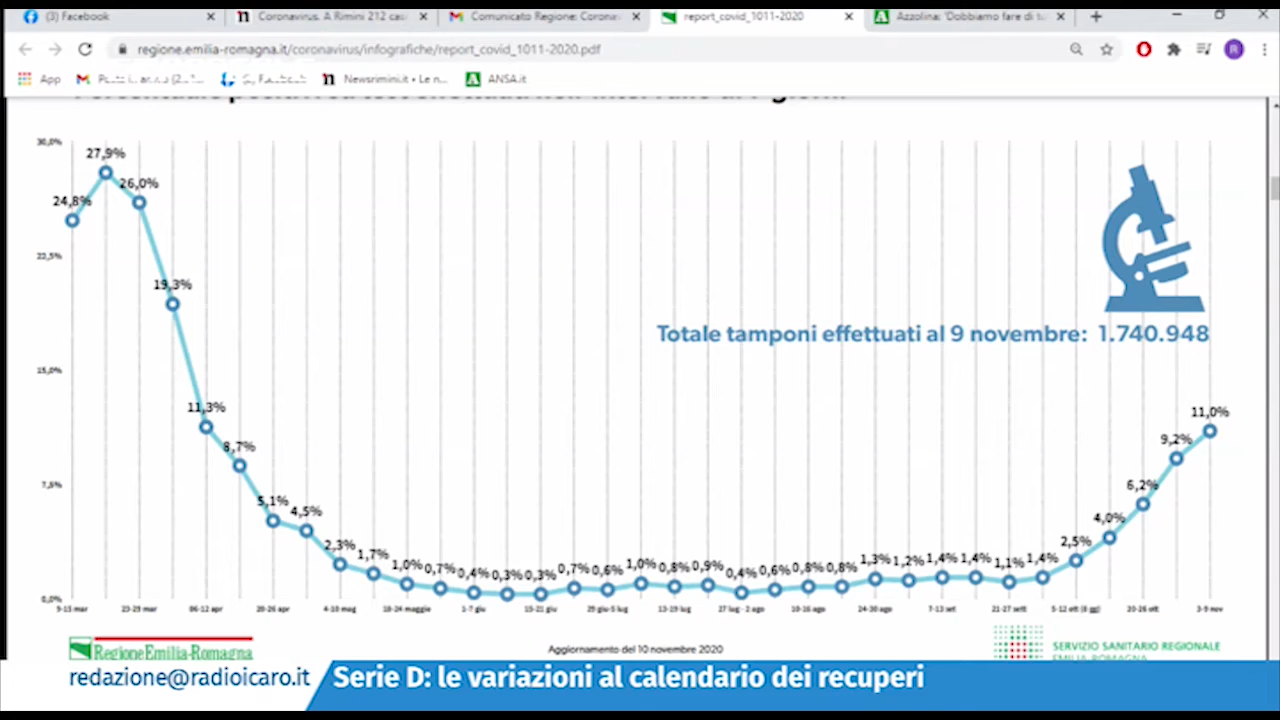 (3) Facebook
Coronavirus. A Rimini 212 cas
Comunicato Regione: Corona
report_covid_1011-2020
Azzolina: 'Dobbiamo fare di t
regione.emilia-romagna.it/coronavirus/infografiche/report_covid_1011-2020.pdf
R
App
Newsrimini.it • Le n...
ANSA.it
30,0%
22,5%
15,0%
7,5%
0,0%
24,8%
27,9%
26,0%
19,3%
11,3%
8,7%
5,1%
4,5%
2,3%
1,7%
1,0%
0,7%
0,4%
0,3%
0,3%
0,7%
0,6%
1,0%
0,8%
0,9%
0,4%
0,6%
0,8%
0,8%
1,3%
1,2%
1,4%
1,4%
1,1%
1,4%
2,5%
4,0%
6,2%
9,2%
11,0%
Totale tamponi effettuati al 9 novembre: 1.740.948
9-15 mar
23-29 mar
06-12 apr
20-26 apr
4-10 mag
18-24 maggio
1-7 giu
15-21 giu
29 giu-5 lug
13-19 lug
27 lug - 2 ago
10-16 ago
24-30 ago
7-13 set
21-27 sett
5-12 ott (8 gg)
20-26 ott
3-9 nov
RegioneEmilia-Romagna
Aggiornamento del 10 novembre 2020
SERVIZIO SANITARIO REGIONALE
EMILIA-ROMAGNA
redazione@radioicaro.it
Serie D: le variazioni al calendario dei recuperi